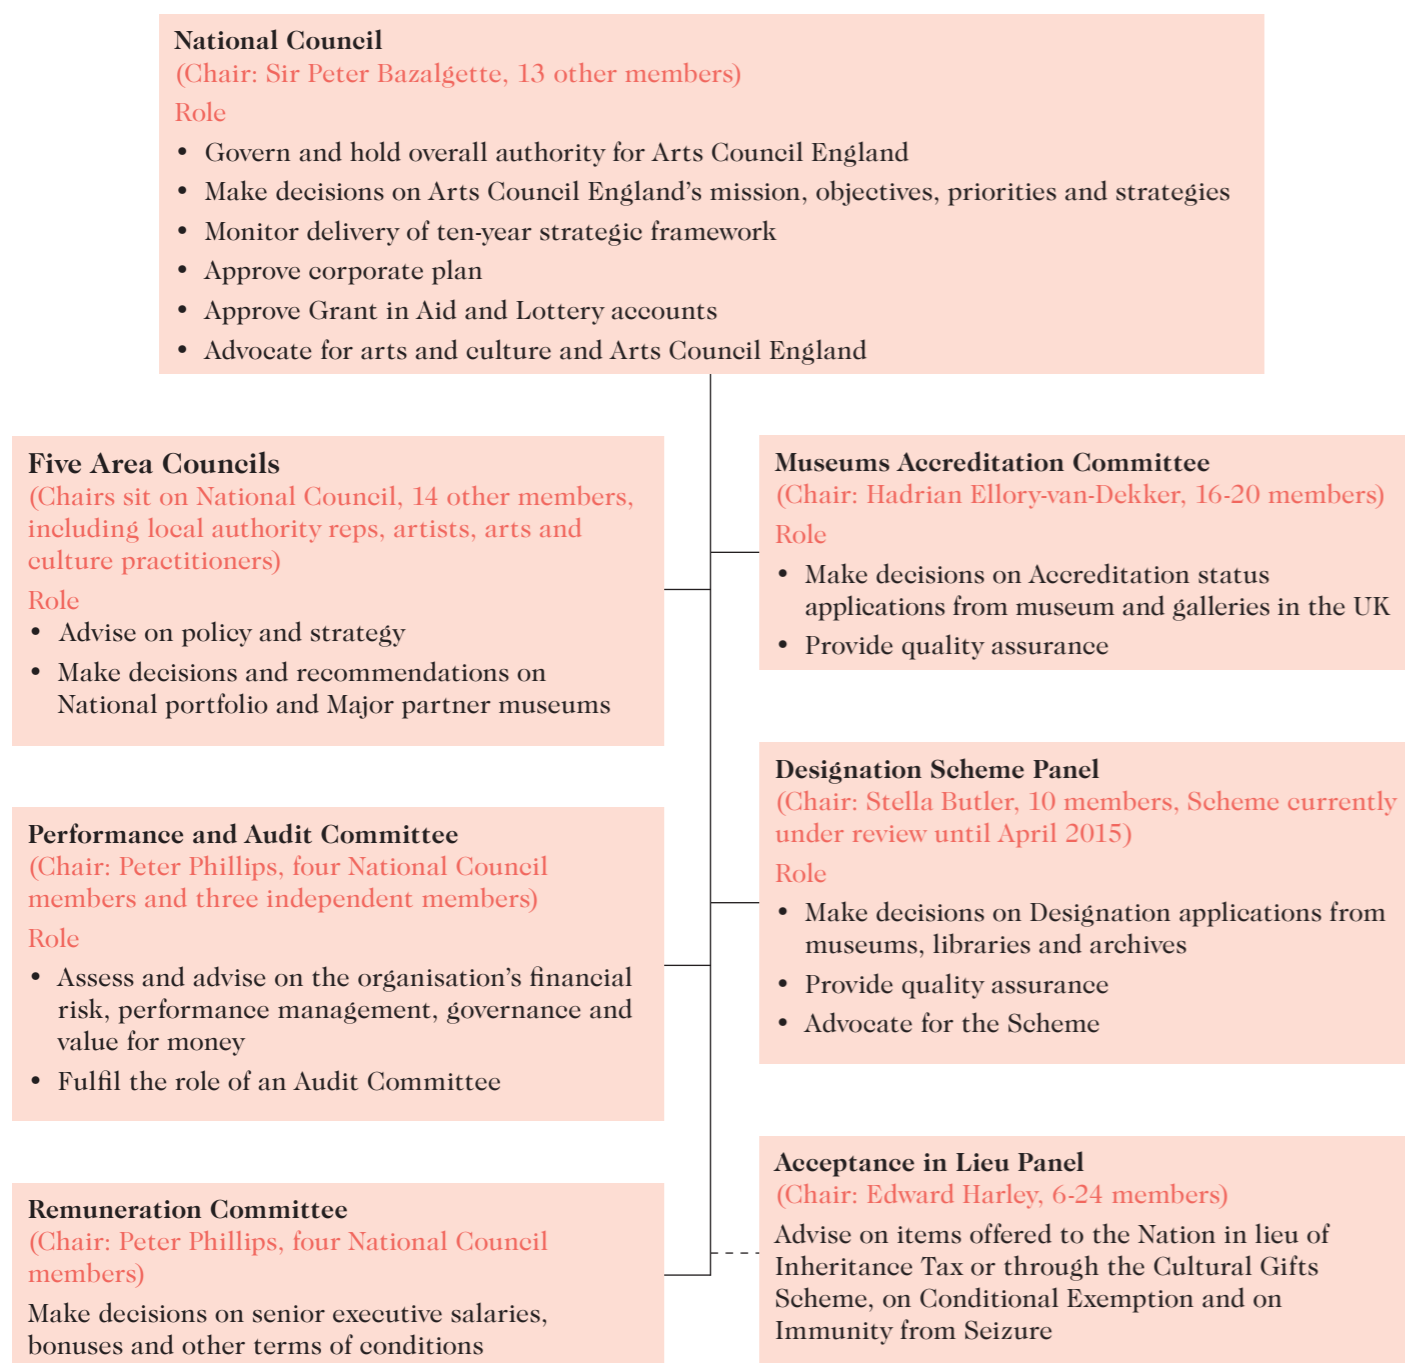 National Council
(Chair: Sir Peter Bazalgette, 13 other members)
Role
• Govern and hold overall authority for Arts Council England
• Make decisions on Arts Council England's mission, objectives, priorities and strategies
• Monitor delivery of ten-year strategic framework
• Approve corporate plan
• Approve Grant in Aid and Lottery accounts
• Advocate for arts and culture and Arts Council England
Five Area Councils
(Chairs sit on National Council, 14 other members,
including local authority reps, artists, arts and
culture practitioners)
Role
• Advise on policy and strategy
• Make decisions and recommendations on
National portfolio and Major partner museums
Performance and Audit Committee
(Chair: Peter Phillips, four National Council
members and three independent members)
Role
• Assess and advise on the organisation's financial
risk, performance management, governance and
value for money
• Fulfil the role of an Audit Committee
Remuneration Committee
(Chair: Peter Phillips, four National Council
members)
Make decisions on senior executive salaries,
bonuses and other terms of conditions
Museums Accreditation Committee
(Chair: Hadrian Ellory-van-Dekker, 16-20 members)
Role
• Make decisions on Accreditation status
applications from museum and galleries in the UK
• Provide quality assurance
Designation Scheme Panel
(Chair: Stella Butler, 10 members, Scheme currently
under review until April 2015)
Role
• Make decisions on Designation applications from
museums, libraries and archives
• Provide quality assurance
• Advocate for the Scheme
Acceptance in Lieu Panel
(Chair: Edward Harley, 6-24 members)
Advise on items offered to the Nation in lieu of
Inheritance Tax or through the Cultural Gifts
Scheme, on Conditional Exemption and on
Immunity from Seizure